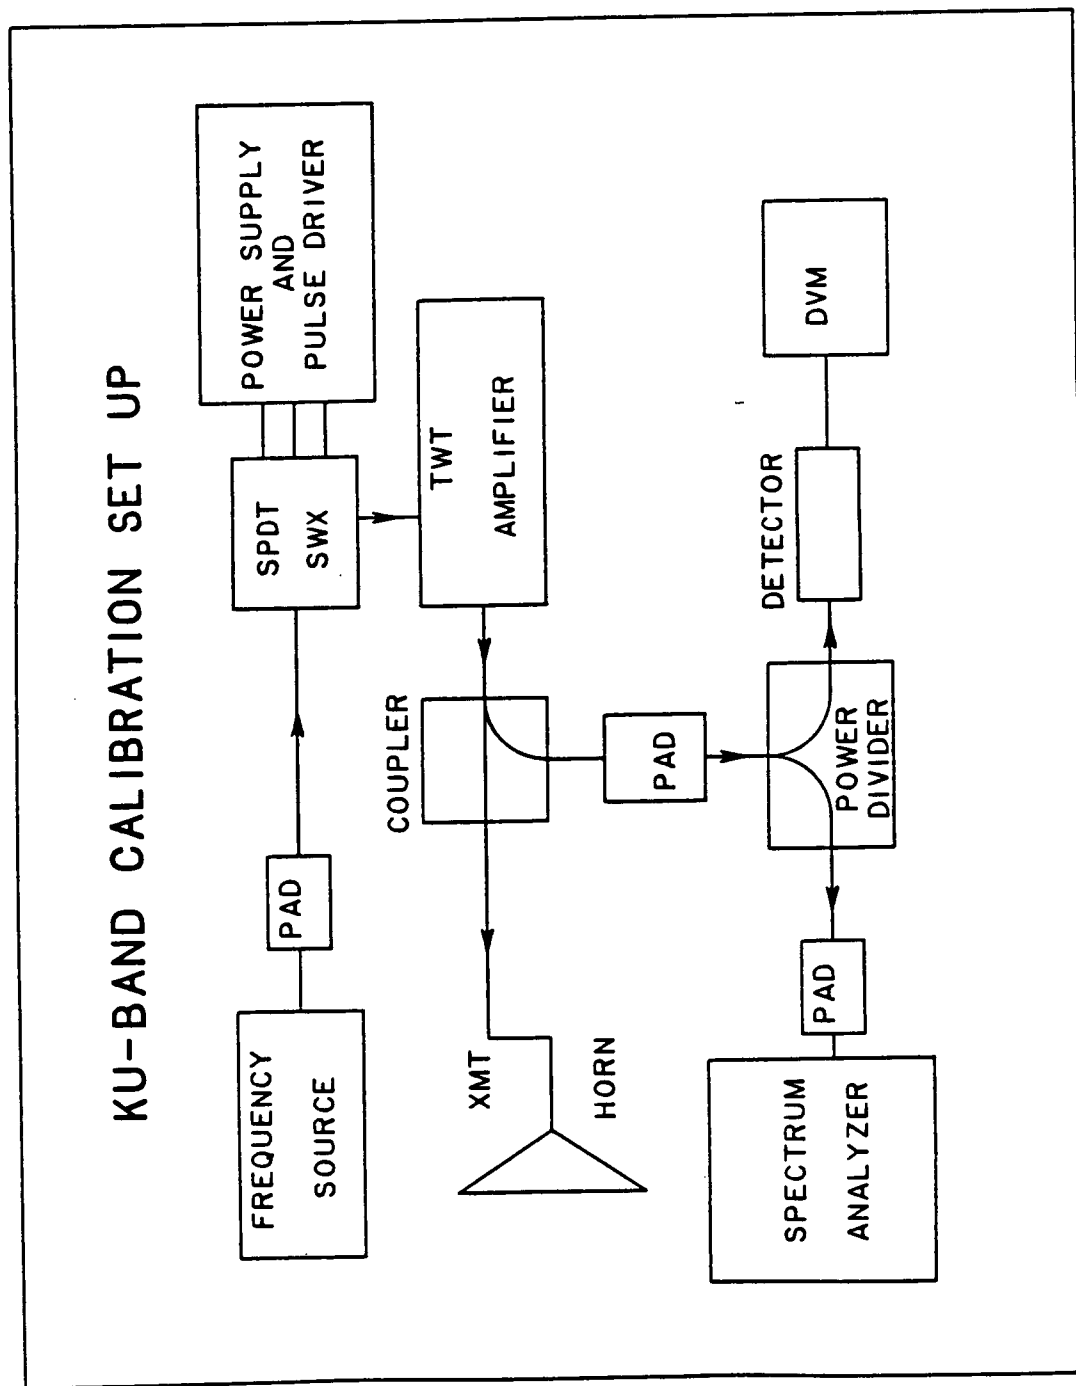 KU-BAND CALIBRATION SET UP
FREQUENCY
SOURCE
PAD
SPDT
SWX
POWER SUPPLY
AND
PULSE DRIVER
XMT
HORN
COUPLER
TWT
AMPLIFIER
PAD
SPECTRUM
ANALYZER
PAD
POWER
DIVIDER
DETECTOR
DVM